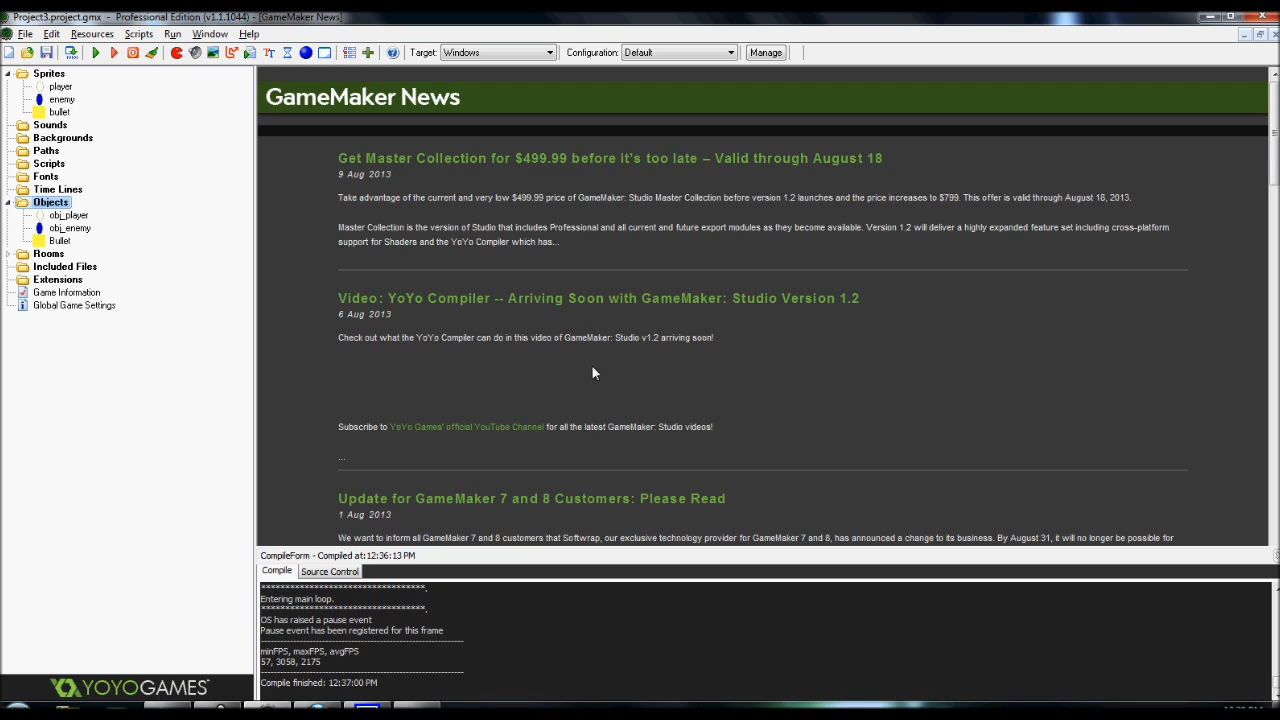 Project3.project.gmx - Professional Edition (v1.1.1044) - [GameMaker News]
File Edit Resources Scripts Run Window Help
Target: Windows Configuration: Default Manage
Sprites
player
enemy
bullet
Sounds
Backgrounds
Paths
Scripts
Fonts
Time Lines
Objects
obj_player
obj_enemy
Bullet
Rooms
Included Files
Extensions
Game Information
Global Game Settings
YOYOGAMES
GameMaker News
Get Master Collection for $499.99 before it's too late – Valid through August 18
9 Aug 2013
Take advantage of the current and very low $499.99 price of GameMaker: Studio Master Collection before version 1.2 launches and the price increases to $799. This offer is valid through August 18, 2013.
Master Collection is the version of Studio that includes Professional and all current and future export modules as they become available. Version 1.2 will deliver a highly expanded feature set including cross-platform
support for Shaders and the YoYo Compiler which has...
Video: YoYo Compiler -- Arriving Soon with GameMaker: Studio Version 1.2
6 Aug 2013
Check out what the YoYo Compiler can do in this video of GameMaker: Studio v1.2 arriving soon!
Subscribe to YoYo Games' official YouTube Channel for all the latest GameMaker: Studio videos!
...
Update for GameMaker 7 and 8 Customers: Please Read
1 Aug 2013
We want to inform all GameMaker 7 and 8 customers that Softwrap, our exclusive technology provider for GameMaker 7 and 8, has announced a change to its business. By August 31, it will no longer be possible for
CompileForm - Compiled at:12:36:13 PM
Compile Source Control
**********************************.
Entering main loop.
**********************************.
OS has raised a pause event
Pause event has been registered for this frame
--------------------------------------------------
minFPS, maxFPS, avgFPS
57, 3058, 2175
--------------------------------------------------
Compile finished: 12:37:00 PM